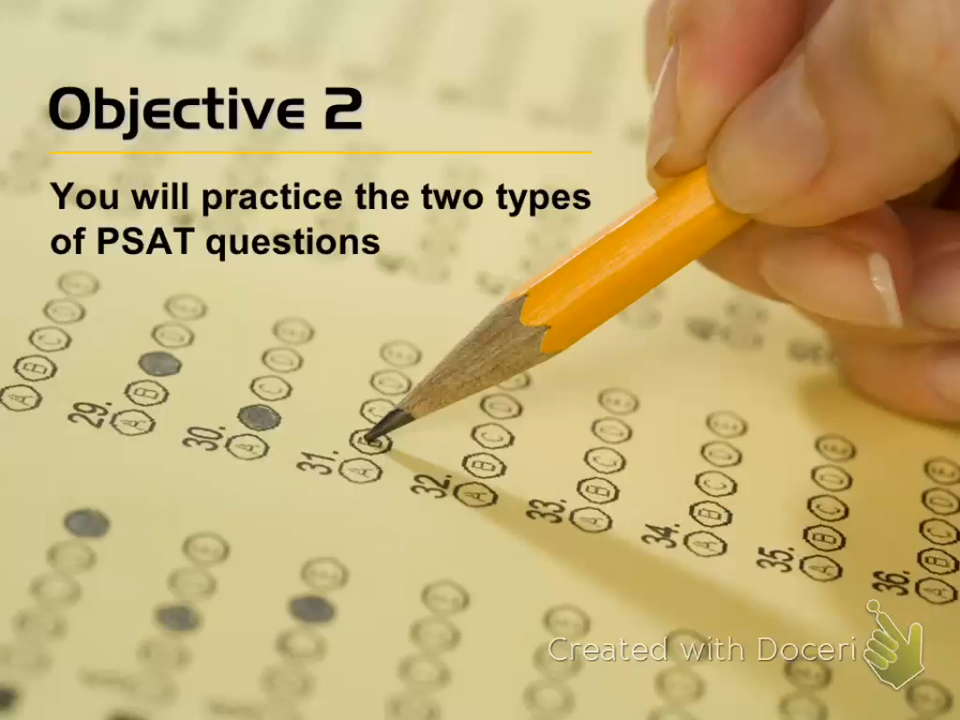 Objective 2
You will practice the two types
of PSAT questions
29.
30.
31.
32.
33.
34.
35.
36.
A B C D E
Created with Doceri